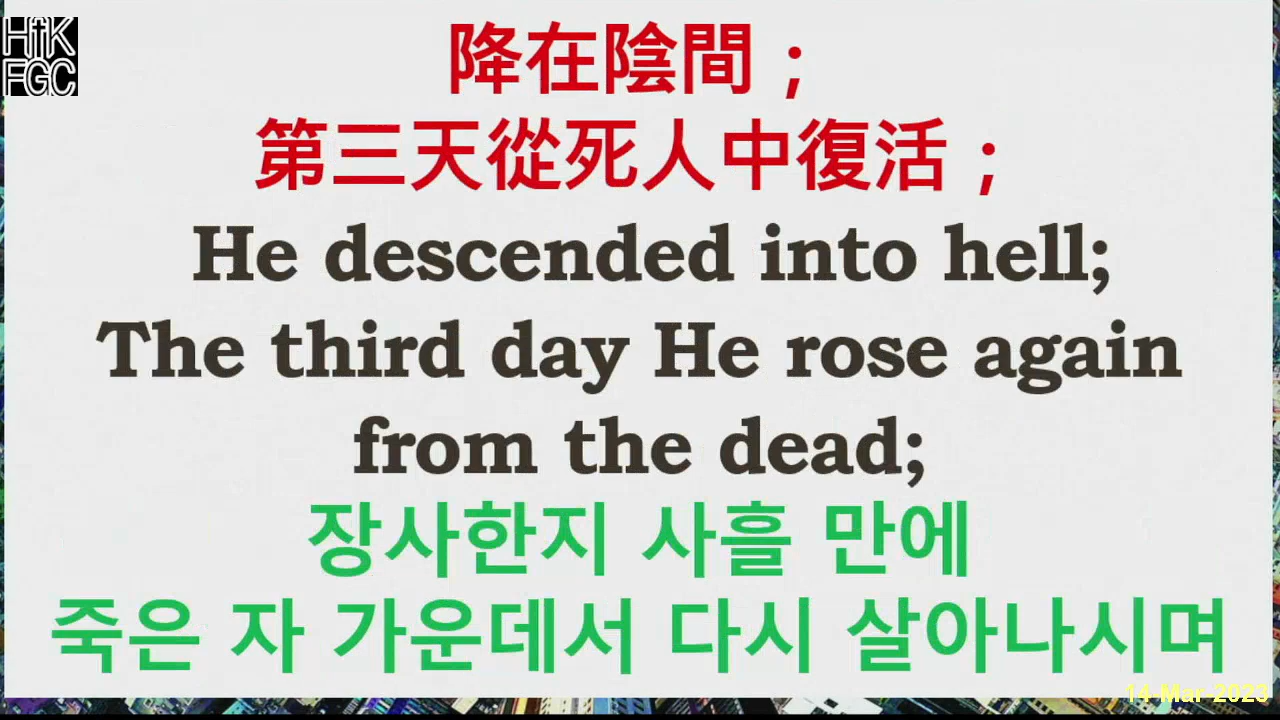 HfK
FGC
降在陰間；
第三天從死人中復活；
He descended into hell;
The third day He rose again
from the dead;
장사한지 사흘 만에
죽은 자 가운데서 다시 살아나시며
14-Mar-2023